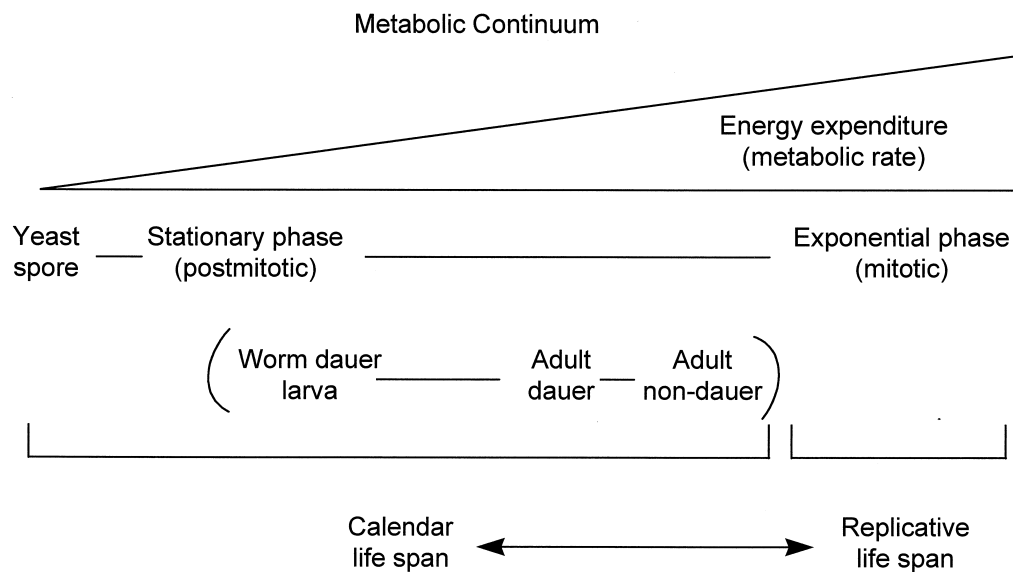 Metabolic Continuum
Energy expenditure
(metabolic rate)
Yeast
spore
Stationary phase
(postmitotic)
Exponential phase
(mitotic)
Worm dauer
larva
Adult
dauer
Adult
non-dauer
Calendar
life span
Replicative
life span